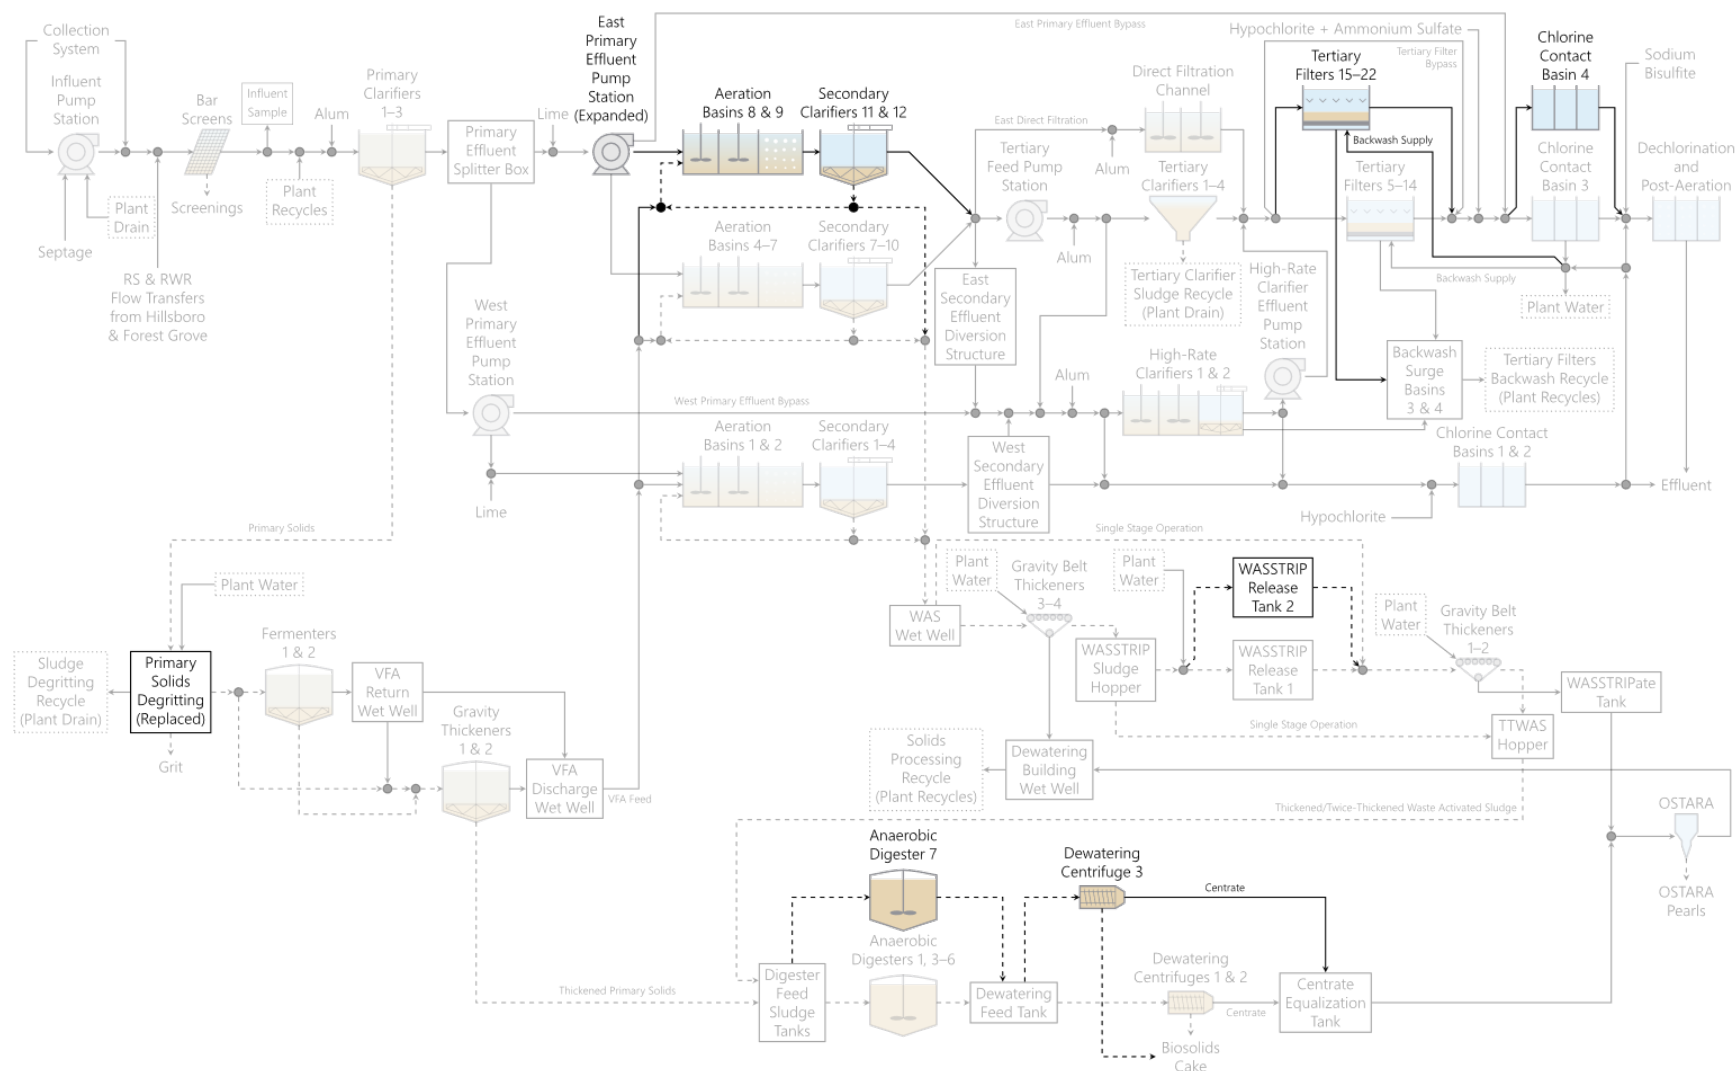 Collection
System
Influent
Pump
Station
Septage
Plant
Drain
RS & RWR
Flow Transfers
from Hillsboro
& Forest Grove
Bar
Screens
Screenings
Influent
Sample
Plant
Recycles
Alum
Primary
Clarifiers
1–3
Primary
Effluent
Splitter Box
Lime
East
Primary
Effluent
Pump
Station
(Expanded)
East Primary Effluent Bypass
Aeration
Basins 8 & 9
Secondary
Clarifiers 11 & 12
Aeration
Basins 4–7
Secondary
Clarifiers 7–10
East Direct Filtration
Direct Filtration
Channel
Alum
Tertiary
Feed Pump
Station
Alum
Tertiary
Clarifiers 1–4
Tertiary Clarifier
Sludge Recycle
(Plant Drain)
East
Secondary
Effluent
Diversion
Structure
Hypochlorite + Ammonium Sulfate
Tertiary Filter
Bypass
Tertiary
Filters 15–22
Backwash Supply
Tertiary
Filters 5–14
Backwash Supply
Chlorine
Contact
Basin 4
Chlorine
Contact
Basin 3
Plant Water
Sodium
Bisulfite
Dechlorination
and
Post-Aeration
High-Rate
Clarifier
Effluent
Pump
Station
Backwash
Surge
Basins
3 & 4
Tertiary Filters
Backwash Recycle
(Plant Recycles)
West
Primary
Effluent
Pump
Station
West Primary Effluent Bypass
Alum
High-Rate
Clarifiers 1 & 2
Lime
Aeration
Basins 1 & 2
Secondary
Clarifiers 1–4
West
Secondary
Effluent
Diversion
Structure
Chlorine Contact
Basins 1 & 2
Hypochlorite
Effluent
Primary Solids
Plant Water
Sludge
Degritting
Recycle
(Plant Drain)
Primary
Solids
Degritting
(Replaced)
Grit
Fermenters
1 & 2
VFA
Return
Wet Well
Gravity
Thickeners
1 & 2
VFA
Discharge
Wet Well
VFA Feed
Single Stage Operation
WAS
Wet Well
Plant
Water
Gravity Belt
Thickeners
3–4
Plant
Water
WASSTRIP
Sludge
Hopper
WASSTRIP
Release
Tank 2
WASSTRIP
Release
Tank 1
Plant
Water
Gravity Belt
Thickeners
1–2
WASSTRIPate
Tank
Single Stage Operation
TTWAS
Hopper
Solids
Processing
Recycle
(Plant Recycles)
Dewatering
Building
Wet Well
Thickened/Twice-Thickened Waste Activated Sludge
OSTARA
OSTARA
Pearls
Anaerobic
Digester 7
Dewatering
Centrifuge 3
Centrate
Anaerobic
Digesters 1, 3–6
Thickened Primary Solids
Digester
Feed
Sludge
Tanks
Dewatering
Feed Tank
Dewatering
Centrifuges 1 & 2
Centrate
Centrate
Equalization
Tank
Biosolids
Cake